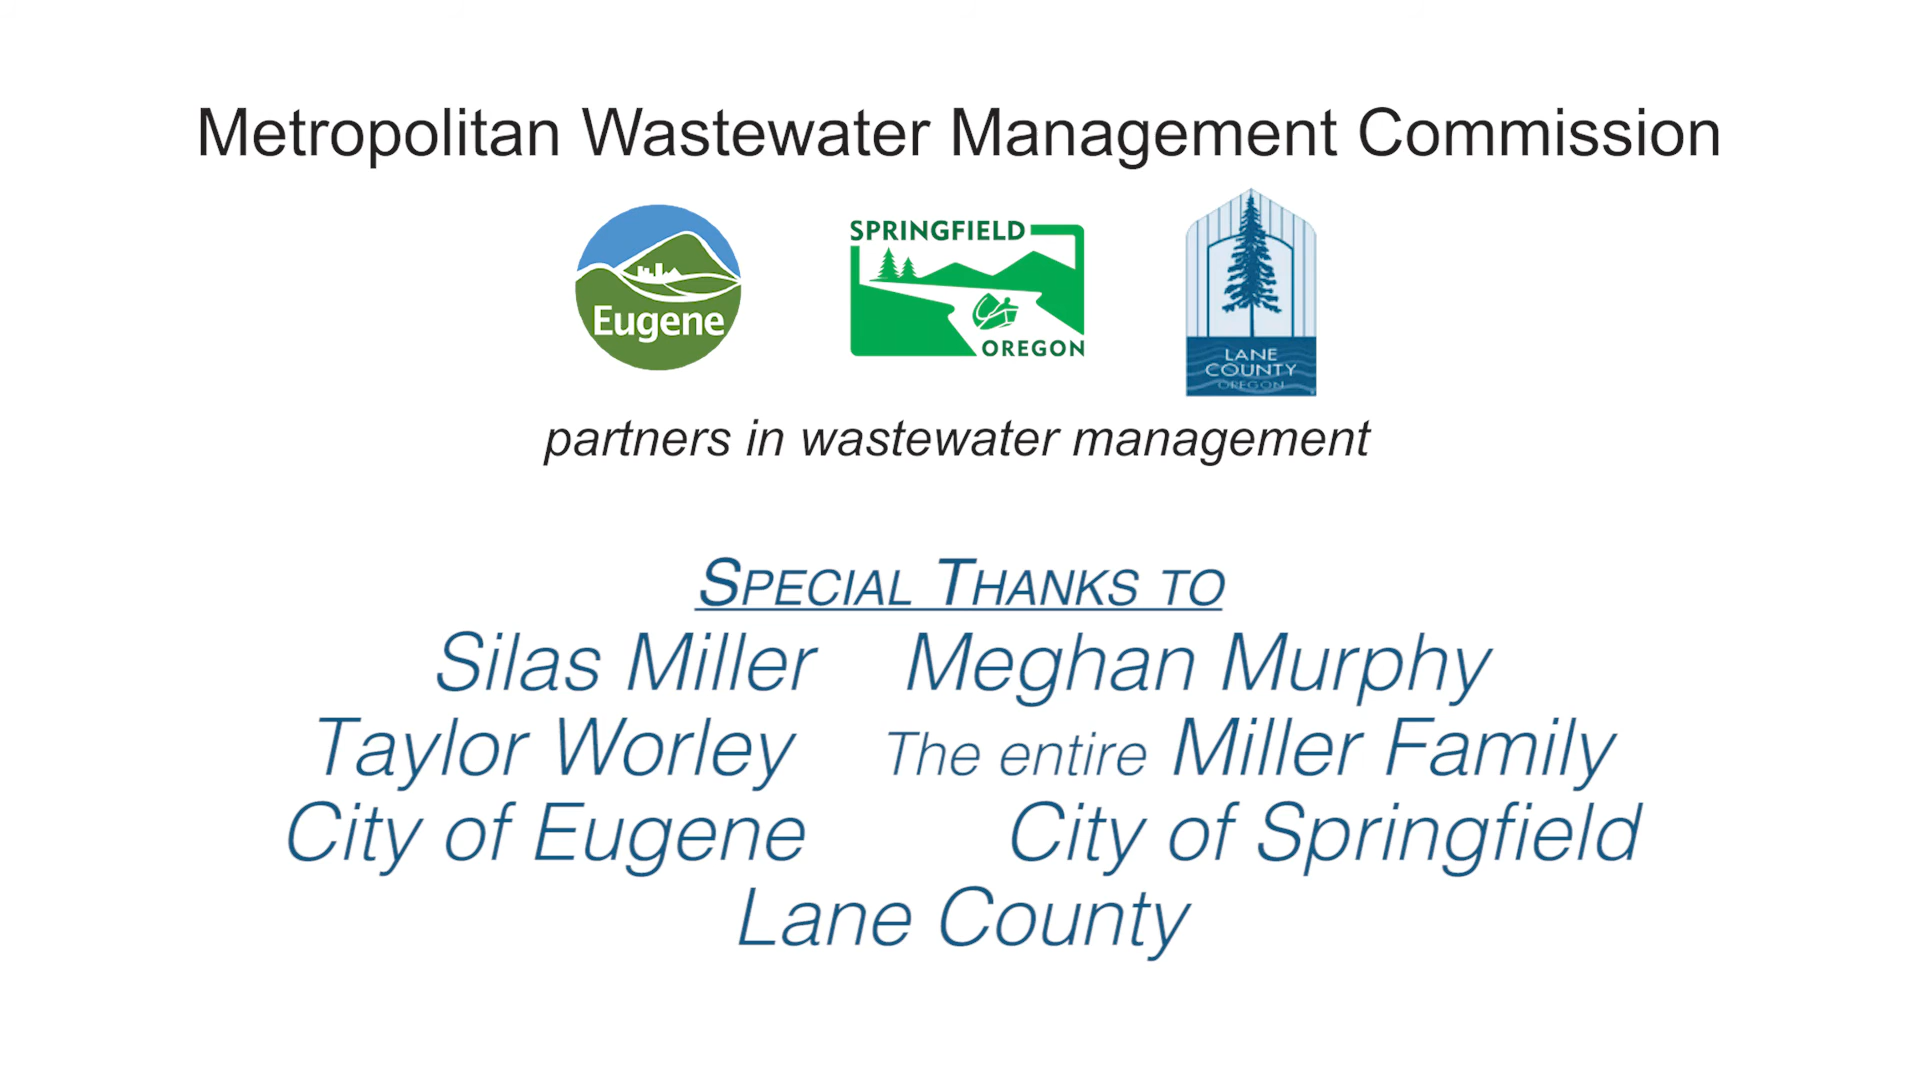 Metropolitan Wastewater Management Commission
Eugene
SPRINGFIELD
OREGON
LANE
COUNTY
OREGON
partners in wastewater management
SPECIAL THANKS TO
Silas Miller Meghan Murphy
Taylor Worley The entire Miller Family
City of Eugene City of Springfield
Lane County